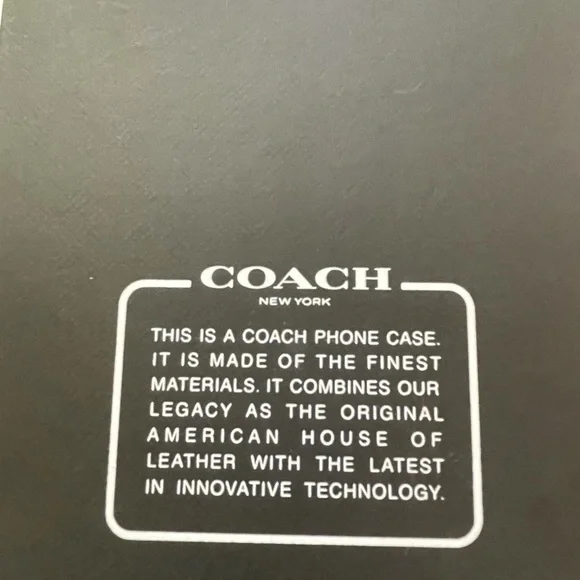 COACH
NEW YORK
THIS IS A COACH PHONE CASE.
IT IS MADE OF THE FINEST
MATERIALS. IT COMBINES OUR
LEGACY AS THE ORIGINAL
AMERICAN HOUSE OF
LEATHER WITH THE LATEST
IN INNOVATIVE TECHNOLOGY.